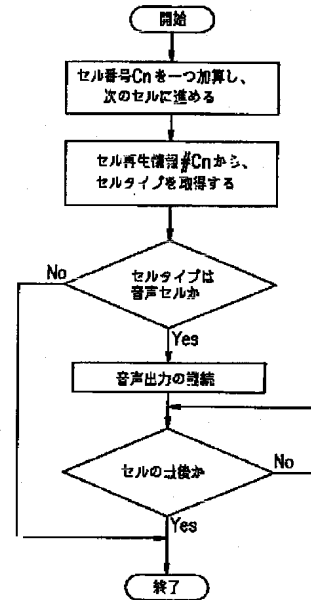 開始
セル番号Cnを一つ加算し、
次のセルに進める
セル再生情報#Cnから、
セルタイプを取得する
セルタイプは
音声セルか
No
Yes
音声出力の継続
セルの最後か
No
Yes
終了